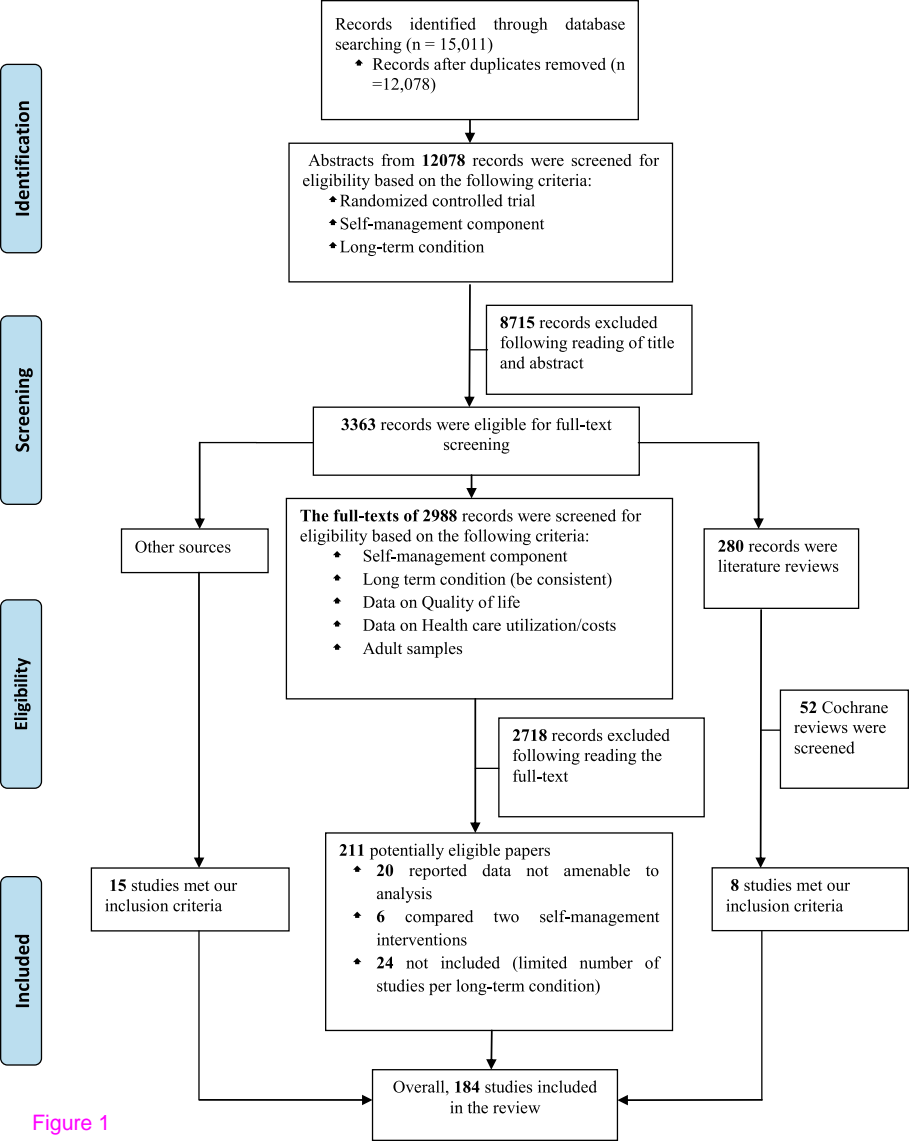 Records identified through database
searching (n = 15,011)
Records after duplicates removed (n
=12,078)
Identification
Abstracts from 12078 records were screened for
eligibility based on the following criteria:
Randomized controlled trial
Self-management component
Long-term condition
8715 records excluded
following reading of title
and abstract
Screening
3363 records were eligible for full-text
screening
Other sources
The full-texts of 2988 records were screened for
eligibility based on the following criteria:
Self-management component
Long term condition (be consistent)
Data on Quality of life
Data on Health care utilization/costs
Adult samples
280 records were
literature reviews
Eligibility
52 Cochrane
reviews were
screened
2718 records excluded
following reading the
full-text
15 studies met our
inclusion criteria
211 potentially eligible papers
20 reported data not amenable to
analysis
6 compared two self-management
interventions
24 not included (limited number of
studies per long-term condition)
8 studies met our
inclusion criteria
Included
Overall, 184 studies included
in the review
Figure 1